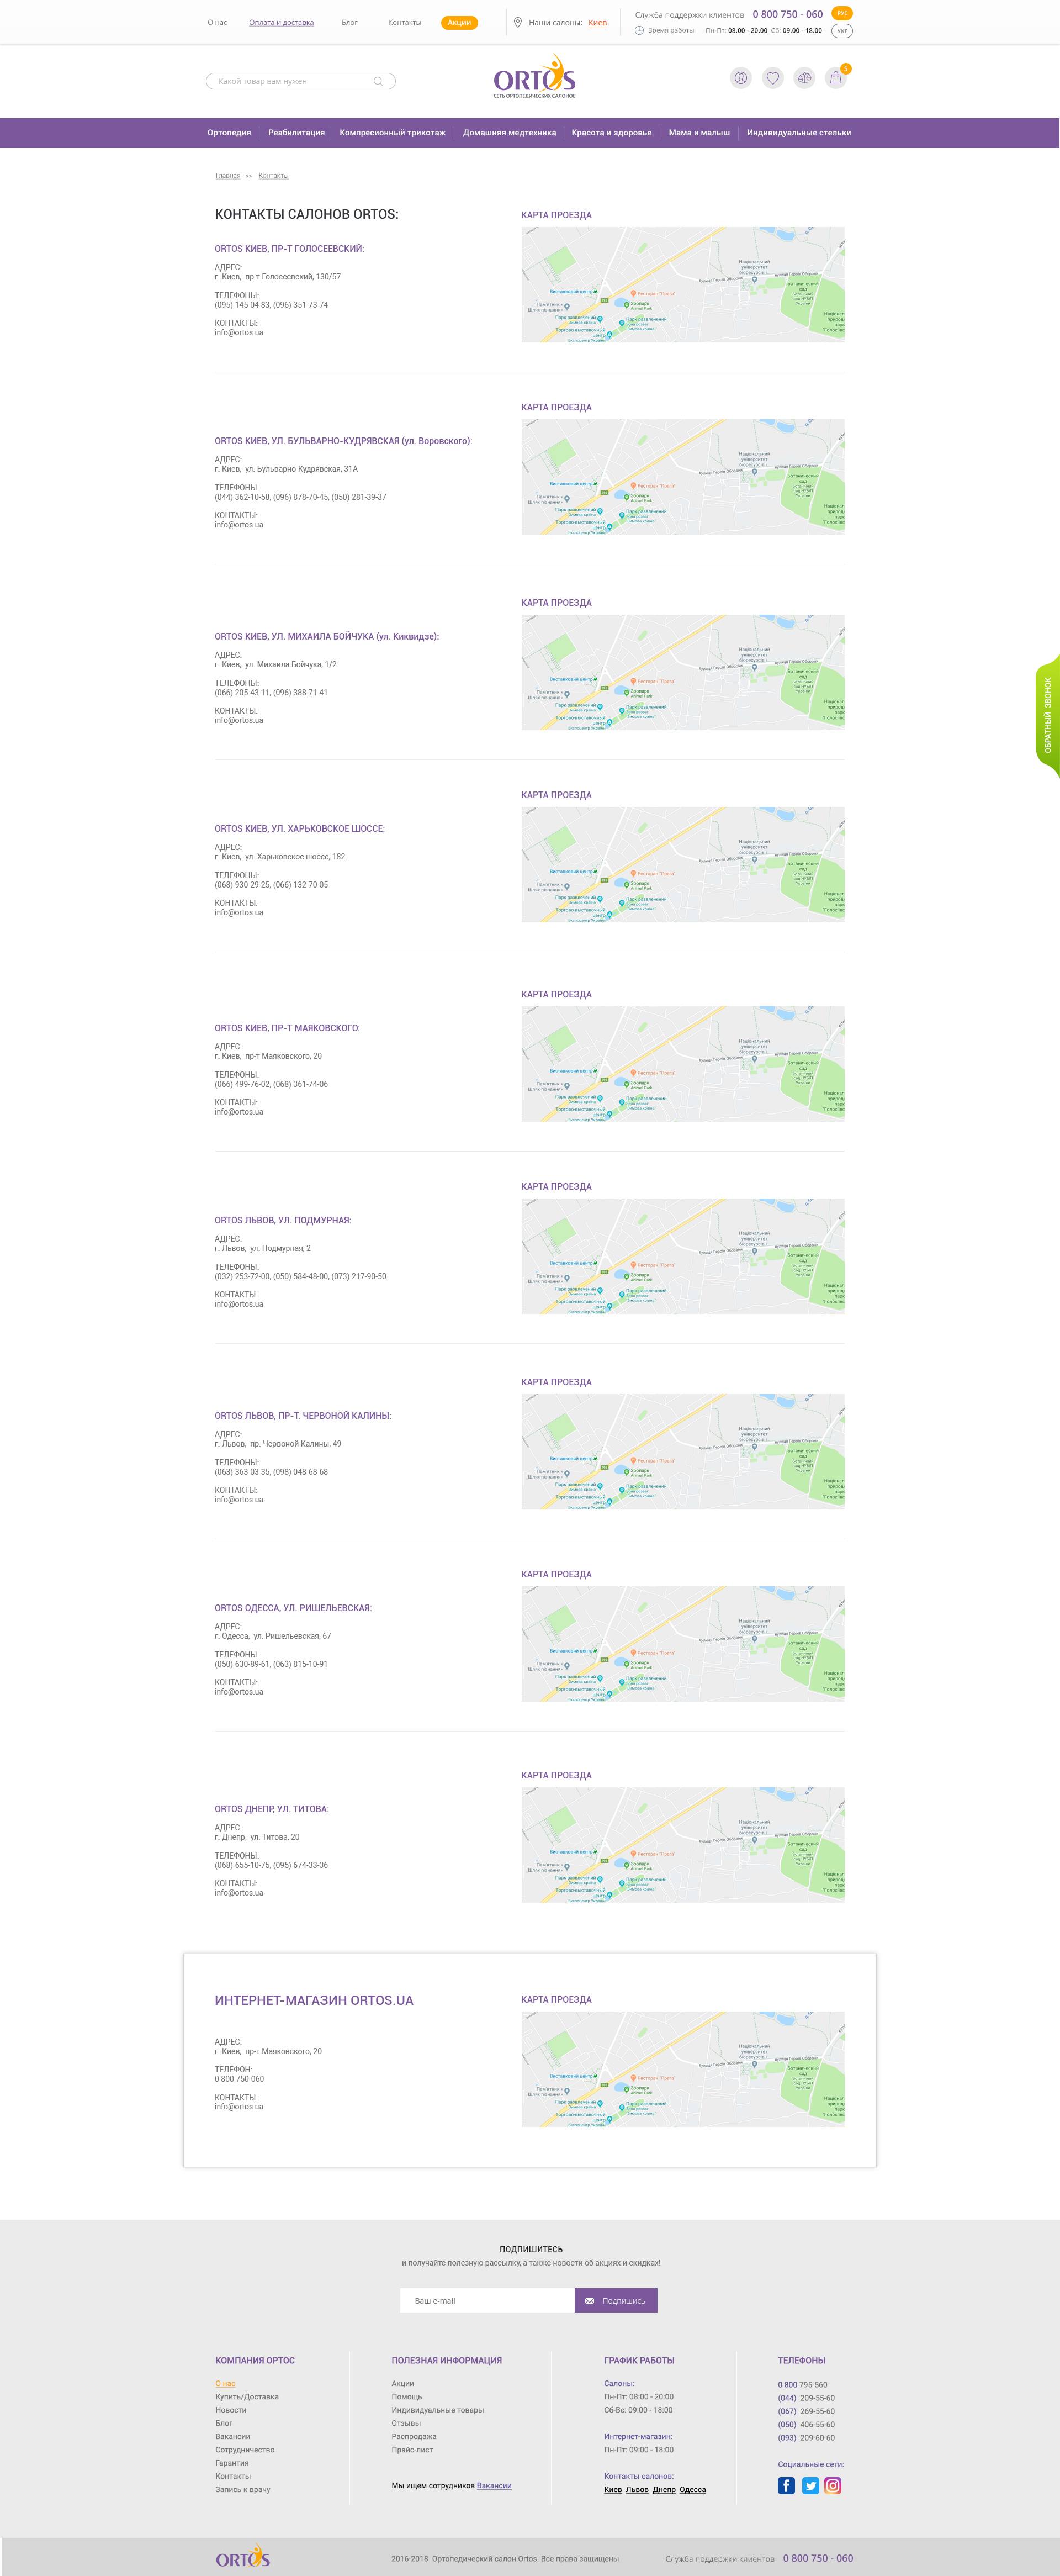 О нас Оплата и доставка Блог Контакты Акции Наши салоны: Киев Служба поддержки клиентов 0 800 750 - 060 РУС
Время работы Пн-Пт: 08.00 - 20.00 Сб: 09.00 - 18.00 УКР
Какой товар вам нужен
ORTOS
СЕТЬ ОРТОПЕДИЧЕСКИХ САЛОНОВ
5
Ортопедия Реабилитация Компресионный трикотаж Домашняя медтехника Красота и здоровье Мама и малыш Индивидуальные стельки
Главная >> Контакты
КОНТАКТЫ САЛОНОВ ORTOS:
КАРТА ПРОЕЗДА
ORTOS КИЕВ, ПР-Т ГОЛОСЕЕВСКИЙ:
АДРЕС:
г. Киев, пр-т Голосеевский, 130/57
ТЕЛЕФОНЫ:
(095) 145-04-83, (096) 351-73-74
КОНТАКТЫ:
info@ortos.ua
КАРТА ПРОЕЗДА
ORTOS КИЕВ, УЛ. БУЛЬВАРНО-КУДРЯВСКАЯ (ул. Воровского):
АДРЕС:
г. Киев, ул. Бульварно-Кудрявская, 31А
ТЕЛЕФОНЫ:
(044) 362-10-58, (096) 878-70-45, (050) 281-39-37
КОНТАКТЫ:
info@ortos.ua
КАРТА ПРОЕЗДА
ORTOS КИЕВ, УЛ. МИХАИЛА БОЙЧУКА (ул. Киквидзе):
АДРЕС:
г. Киев, ул. Михаила Бойчука, 1/2
ТЕЛЕФОНЫ:
(066) 205-43-11, (096) 388-71-41
КОНТАКТЫ:
info@ortos.ua
КАРТА ПРОЕЗДА
ORTOS КИЕВ, УЛ. ХАРЬКОВСКОЕ ШОССЕ:
АДРЕС:
г. Киев, ул. Харьковское шоссе, 182
ТЕЛЕФОНЫ:
(068) 930-29-25, (066) 132-70-05
КОНТАКТЫ:
info@ortos.ua
ОБРАТНЫЙ ЗВОНОК
КАРТА ПРОЕЗДА
ORTOS КИЕВ, ПР-Т МАЯКОВСКОГО:
АДРЕС:
г. Киев, пр-т Маяковского, 20
ТЕЛЕФОНЫ:
(066) 499-76-02, (068) 361-74-06
КОНТАКТЫ:
info@ortos.ua
КАРТА ПРОЕЗДА
ORTOS ЛЬВОВ, УЛ. ПОДМУРНАЯ:
АДРЕС:
г. Львов, ул. Подмурная, 2
ТЕЛЕФОНЫ:
(032) 253-72-00, (050) 584-48-00, (073) 217-90-50
КОНТАКТЫ:
info@ortos.ua
КАРТА ПРОЕЗДА
ORTOS ЛЬВОВ, ПР-Т. ЧЕРВОНОЙ КАЛИНЫ:
АДРЕС:
г. Львов, пр. Червоной Калины, 49
ТЕЛЕФОНЫ:
(063) 363-03-35, (098) 048-68-68
КОНТАКТЫ:
info@ortos.ua
КАРТА ПРОЕЗДА
ORTOS ОДЕССА, УЛ. РИШЕЛЬЕВСКАЯ:
АДРЕС:
г. Одесса, ул. Ришельевская, 67
ТЕЛЕФОНЫ:
(050) 630-89-61, (063) 815-10-91
КОНТАКТЫ:
info@ortos.ua
КАРТА ПРОЕЗДА
ORTOS ДНЕПР, УЛ. ТИТОВА:
АДРЕС:
г. Днепр, ул. Титова, 20
ТЕЛЕФОНЫ:
(068) 655-10-75, (095) 674-33-36
КОНТАКТЫ:
info@ortos.ua
ИНТЕРНЕТ-МАГАЗИН ORTOS.UA
КАРТА ПРОЕЗДА
АДРЕС:
г. Киев, пр-т Маяковского, 20
ТЕЛЕФОН:
0 800 750-060
КОНТАКТЫ:
info@ortos.ua
ПОДПИШИТЕСЬ
и получайте полезную рассылку, а также новости об акциях и скидках!
Ваш e-mail Подпишись
КОМПАНИЯ ОРТОС
О нас
Купить/Доставка
Новости
Блог
Вакансии
Сотрудничество
Гарантия
Контакты
Запись к врачу
ПОЛЕЗНАЯ ИНФОРМАЦИЯ
Акции
Помощь
Индивидуальные товары
Отзывы
Распродажа
Прайс-лист
Мы ищем сотрудников Вакансии
ГРАФИК РАБОТЫ
Салоны:
Пн-Пт: 08:00 - 20:00
Сб-Вс: 09:00 - 18:00
Интернет-магазин:
Пн-Пт: 09:00 - 18:00
Контакты салонов:
Киев Львов Днепр Одесса
ТЕЛЕФОНЫ
0 800 795-560
(044) 209-55-60
(067) 269-55-60
(050) 406-55-60
(093) 209-60-60
Социальные сети:
ORTOS
2016-2018 Ортопедический салон Ortos. Все права защищены
Служба поддержки клиентов 0 800 750 - 060